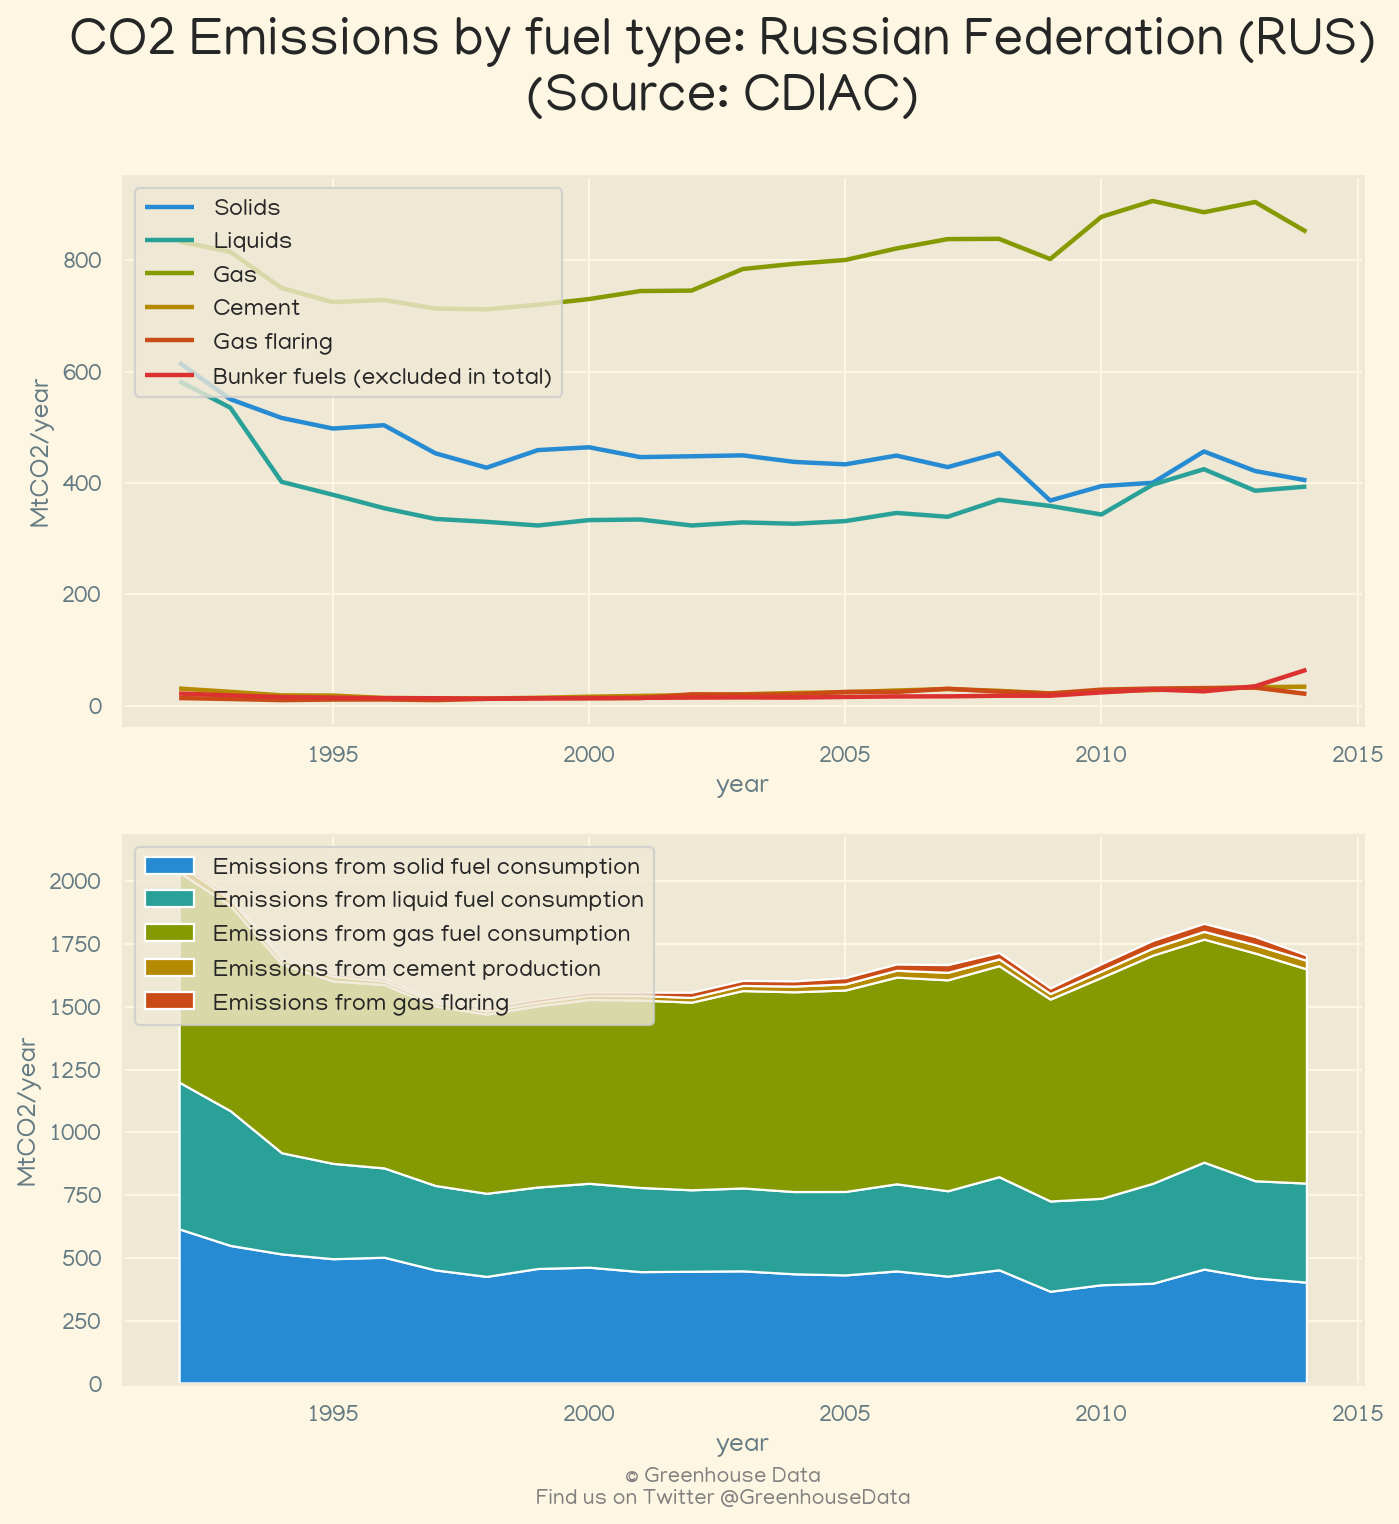 CO2 Emissions by fuel type: Russian Federation (RUS)
(Source: CDIAC)
Solids
Liquids
Gas
Cement
Gas flaring
Bunker fuels (excluded in total)
800
600
400
200
0
MtCO2/year
1995 2000 2005 2010 2015
year
Emissions from solid fuel consumption
Emissions from liquid fuel consumption
Emissions from gas fuel consumption
Emissions from cement production
Emissions from gas flaring
2000
1750
1500
1250
1000
750
500
250
0
MtCO2/year
1995 2000 2005 2010 2015
year
© Greenhouse Data
Find us on Twitter @GreenhouseData